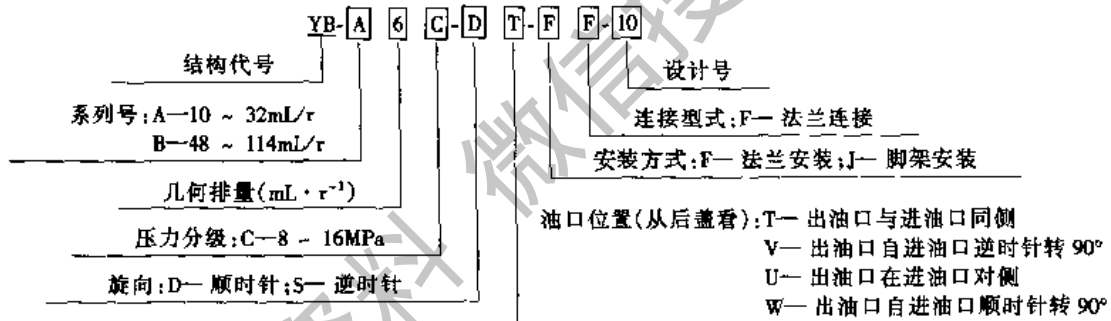 YB-A 6 C-D T-F F-10
结构代号
设计号
系列号:A—10 ~ 32mL/r
B—48 ~ 114mL/r
连接型式:F— 法兰连接
安装方式:F— 法兰安装;J— 脚架安装
几何排量(mL·r⁻¹)
油口位置(从后盖看):T— 出油口与进油口同侧
V— 出油口自进油口逆时针转 90°
U— 出油口在进油口对侧
W— 出油口自进油口顺时针转 90°
压力分级:C—8 ~ 16MPa
旋向:D— 顺时针;S— 逆时针
资料 微信搜